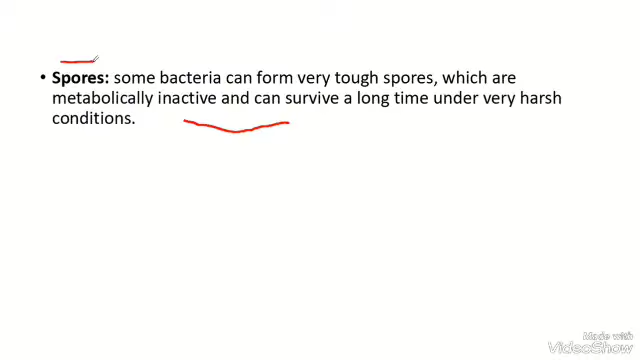 • Spores: some bacteria can form very tough spores, which are
metabolically inactive and can survive a long time under very harsh
conditions.
Made with
VideoShow